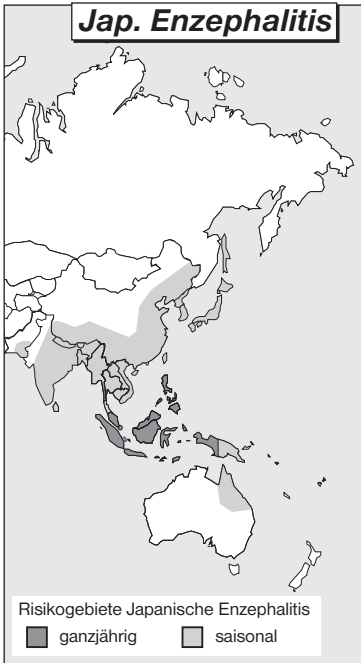 Jap. Enzephalitis
Risikogebiete Japanische Enzephalitis
ganzjährig saisonal